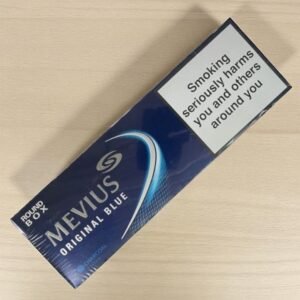 Smoking
seriously harms
you and others
around you
ROUND
BOX
MEVIUS
ORIGINAL BLUE